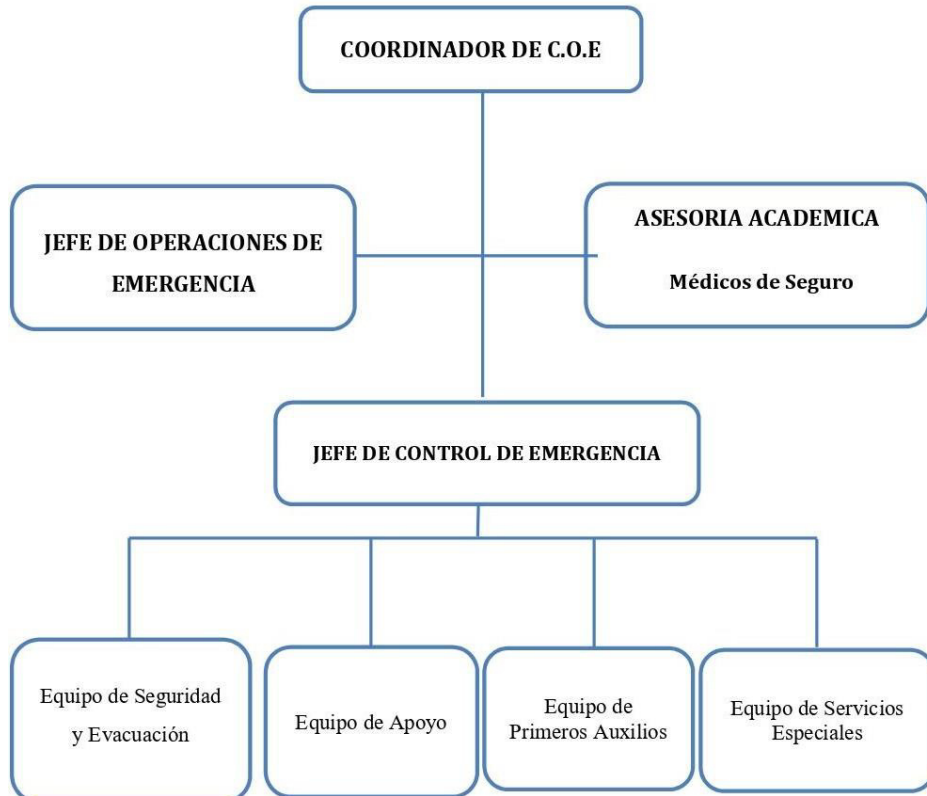 COORDINADOR DE C.O.E
JEFE DE OPERACIONES DE
EMERGENCIA
ASESORIA ACADEMICA
Médicos de Seguro
JEFE DE CONTROL DE EMERGENCIA
Equipo de Seguridad
y Evacuación
Equipo de Apoyo
Equipo de
Primeros Auxilios
Equipo de Servicios
Especiales